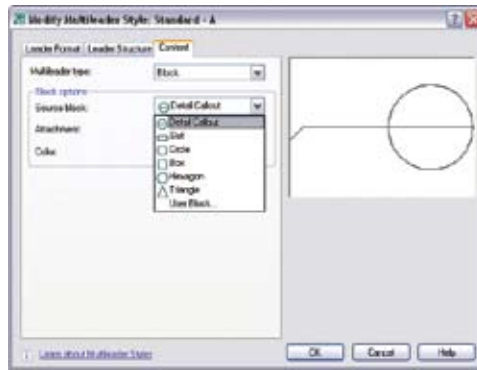 Modify Multileader Style: Standard - A
Leader Format Leader Structure Content
Multileader type: Block
Block options
Source block: Detail Callout
Detail Callout
Attachment:
Slot
Color:
Circle
Box
Hexagon
Triangle
User Block...
Learn about Multileader Styles
OK Cancel Help